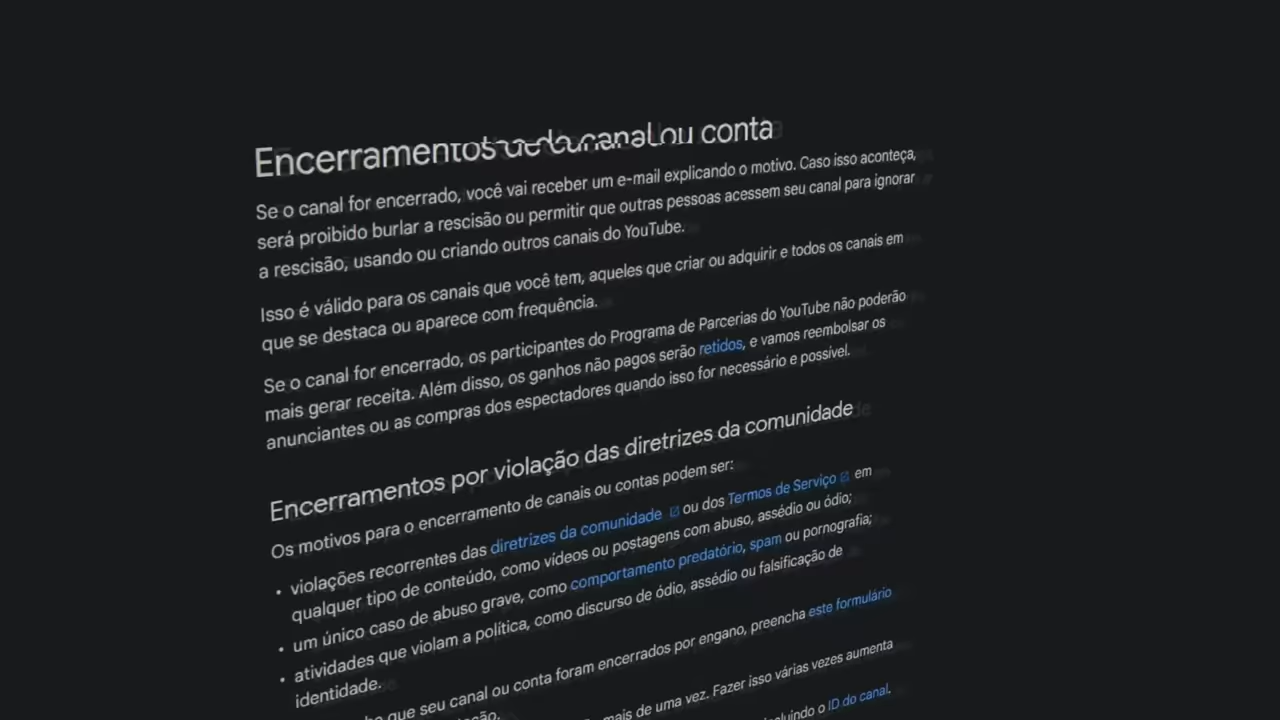 Encerramentos do canal ou conta
Se o canal for encerrado, você vai receber um e-mail explicando o motivo. Caso isso aconteça,
será proibido burlar a rescisão ou permitir que outras pessoas acessem seu canal para ignorar
a rescisão, usando ou criando outros canais do YouTube.
Isso é válido para os canais que você tem, aqueles que criar ou adquirir e todos os canais em
que se destaca ou aparece com frequência.
Se o canal for encerrado, os participantes do Programa de Parcerias do YouTube não poderão
mais gerar receita. Além disso, os ganhos não pagos serão retidos, e vamos reembolsar os
anunciantes ou as compras dos espectadores quando isso for necessário e possível.
Encerramentos por violação das diretrizes da comunidade
Os motivos para o encerramento de canais ou contas podem ser:
• violações recorrentes das diretrizes da comunidade ou dos Termos de Serviço em
qualquer tipo de conteúdo, como vídeos ou postagens com abuso, assédio ou ódio;
• um único caso de abuso grave, como comportamento predatório, spam ou pornografia;
• atividades que violam a política, como discurso de ódio, assédio ou falsificação de
identidade.
que seu canal ou conta foram encerrados por engano, preencha este formulário
mais de uma vez. Fazer isso várias vezes aumenta
o ID do canal.